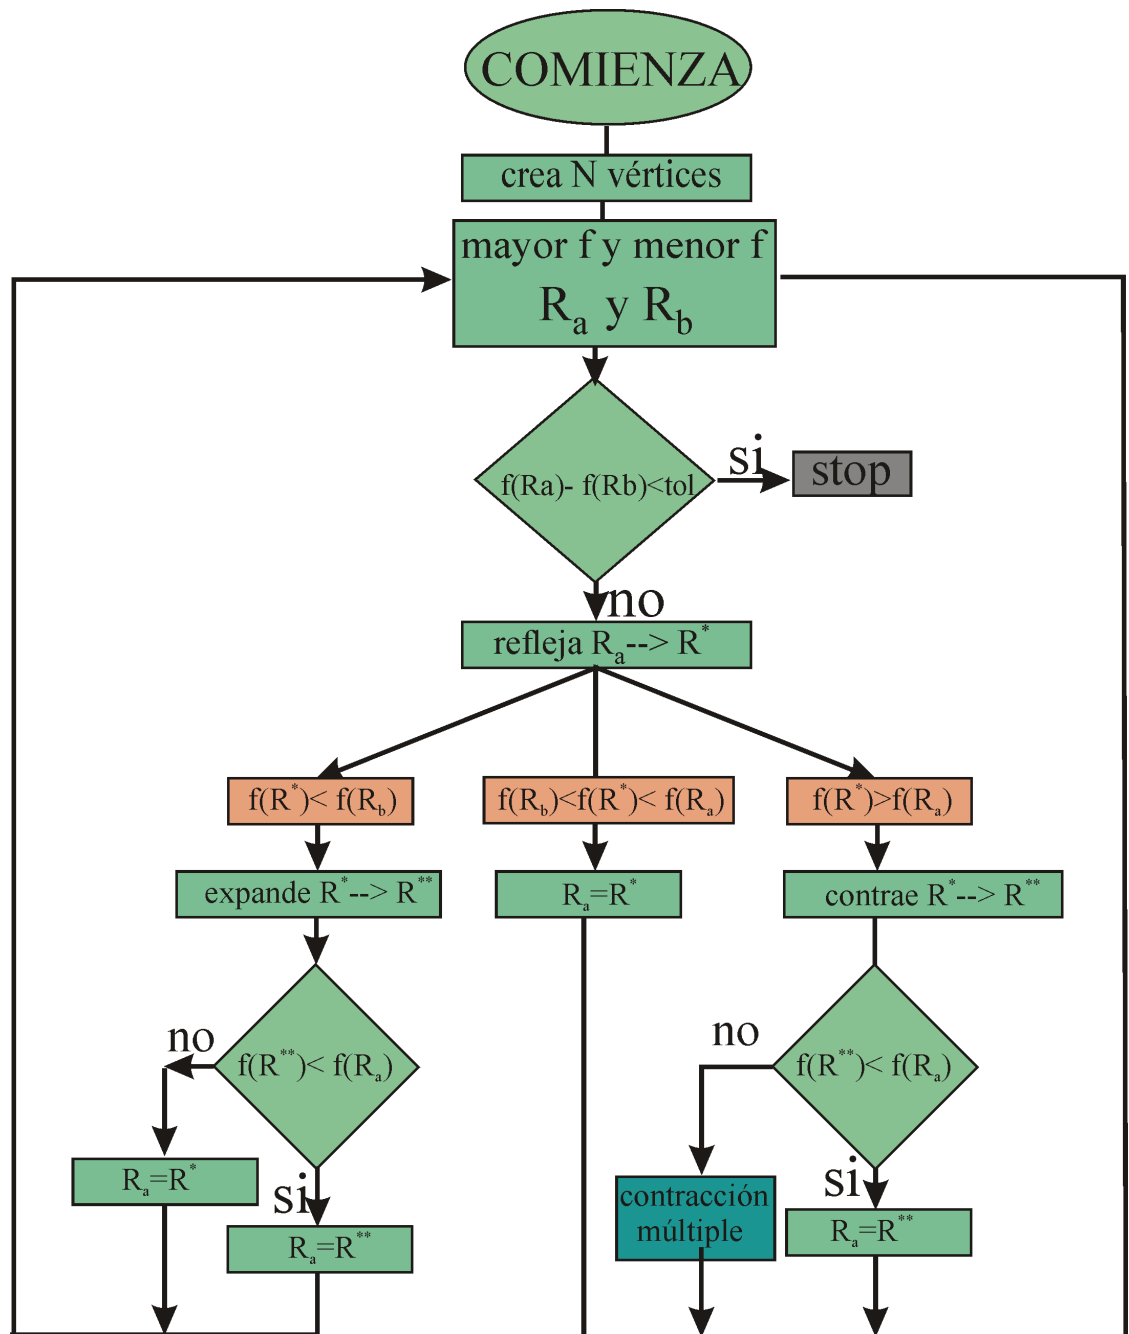 COMIENZA
crea N vértices
mayor f y menor f
Ra y Rb
f(Ra)- f(Rb)<tol
si
stop
no
refleja Ra--> R*
f(R*)< f(Rb)
f(Rb)<f(R*)< f(Ra)
f(R*)>f(Ra)
expande R*--> R**
Ra=R*
contrae R*--> R**
no
f(R**)< f(Ra)
no
f(R**)< f(Ra)
Ra=R*
si
Ra=R**
contracción
múltiple
si
Ra=R**